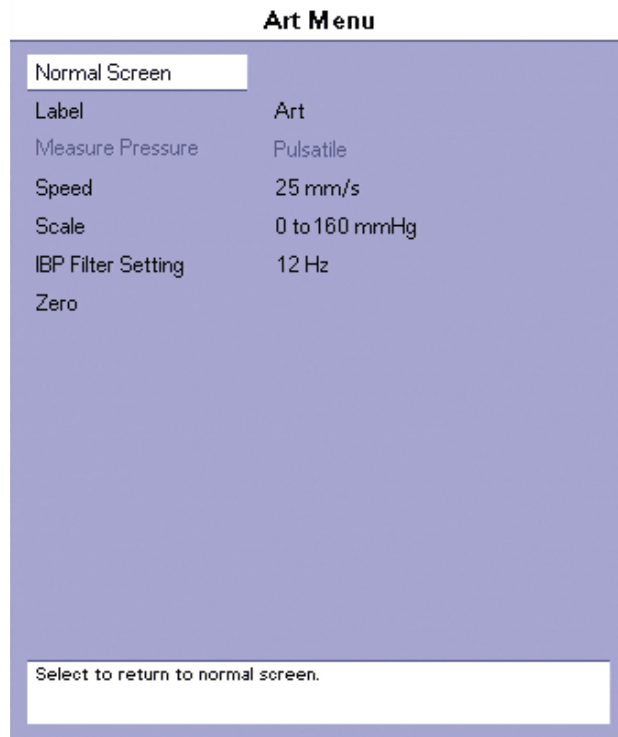 Art Menu
Normal Screen
Label Art
Measure Pressure Pulsatile
Speed 25 mm/s
Scale 0 to 160 mmHg
IBP Filter Setting 12 Hz
Zero
Select to return to normal screen.